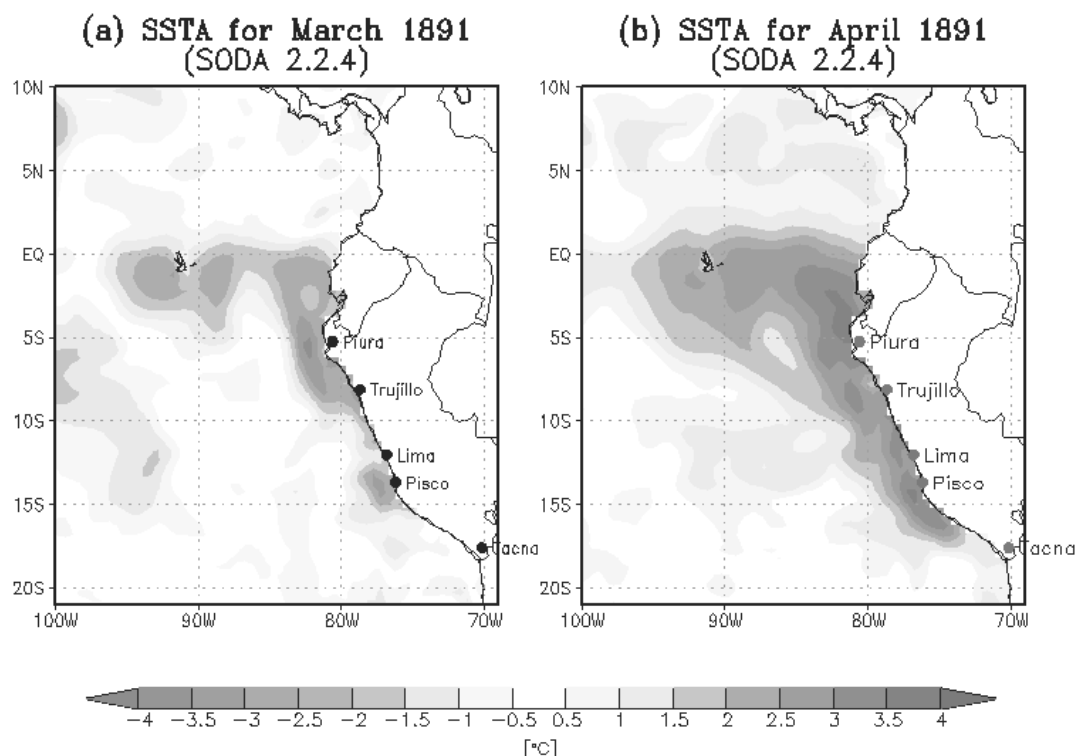 (a) SSTA for March 1891
(SODA 2.2.4)
10N
5N
EQ
5S
10S
15S
20S
100W 90W 80W 70W
Piura
Trujillo
Lima
Pisco
Tacna
(b) SSTA for April 1891
(SODA 2.2.4)
10N
5N
EQ
5S
10S
15S
20S
100W 90W 80W 70W
Piura
Trujillo
Lima
Pisco
Tacna
-4 -3.5 -3 -2.5 -2 -1.5 -1 -0.5 0.5 1 1.5 2 2.5 3 3.5 4
[°C]